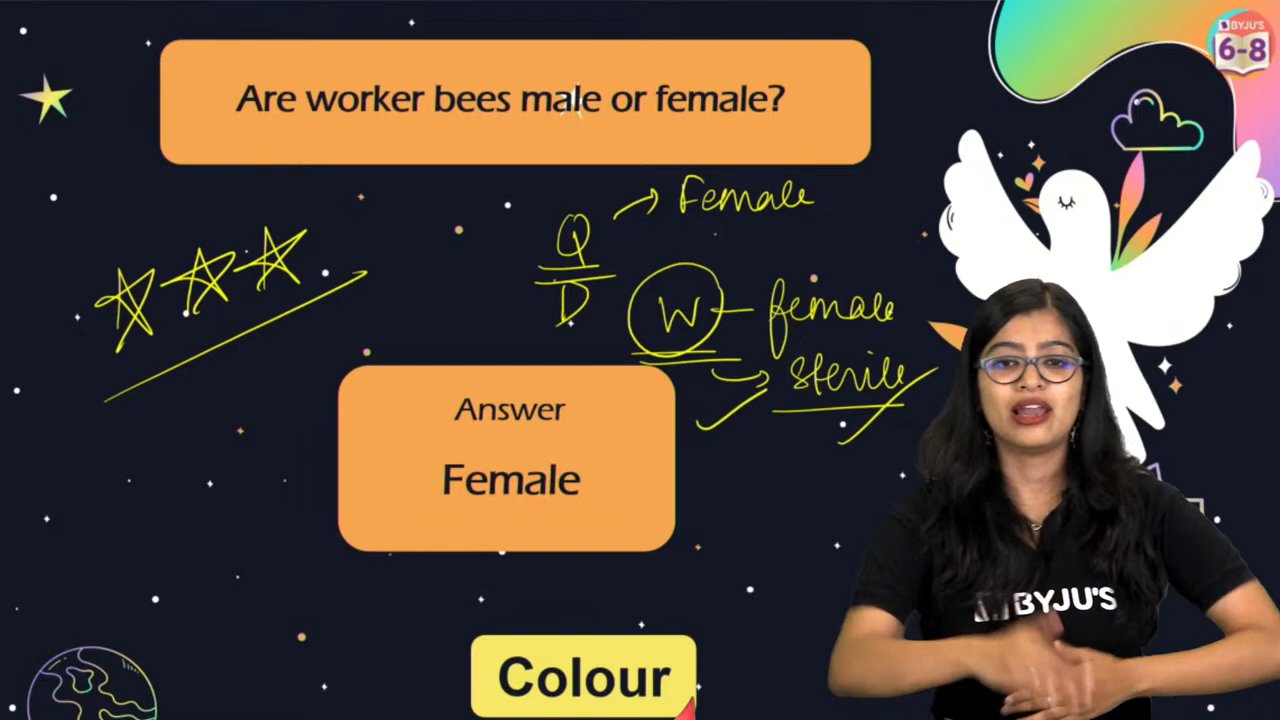 BYJU'S
6-8
Are worker bees male or female?
Q → Female
D
W — female
→ sterile
Answer
Female
BYJU'S
Colour